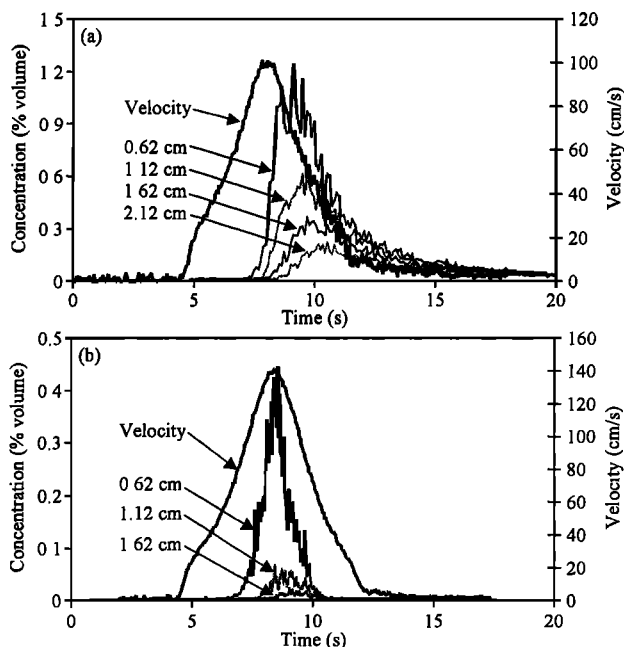 (a)
Concentration (% volume)
1 5
1.2
0 9
0.6
0 3
0
Velocity
0.62 cm
1 12 cm
1 62 cm
2.12 cm
120
100
80
60
40
20
0
Velocity (cm/s)
0 5 10 15 20
Time (s)
(b)
Concentration (% volume)
0.5
0 4
0.3
0.2
0 1
0
Velocity
0 62 cm
1.12 cm
1 62 cm
160
140
120
100
80
60
40
20
0
Velocity (cm/s)
0 5 10 15 20
Time (s)